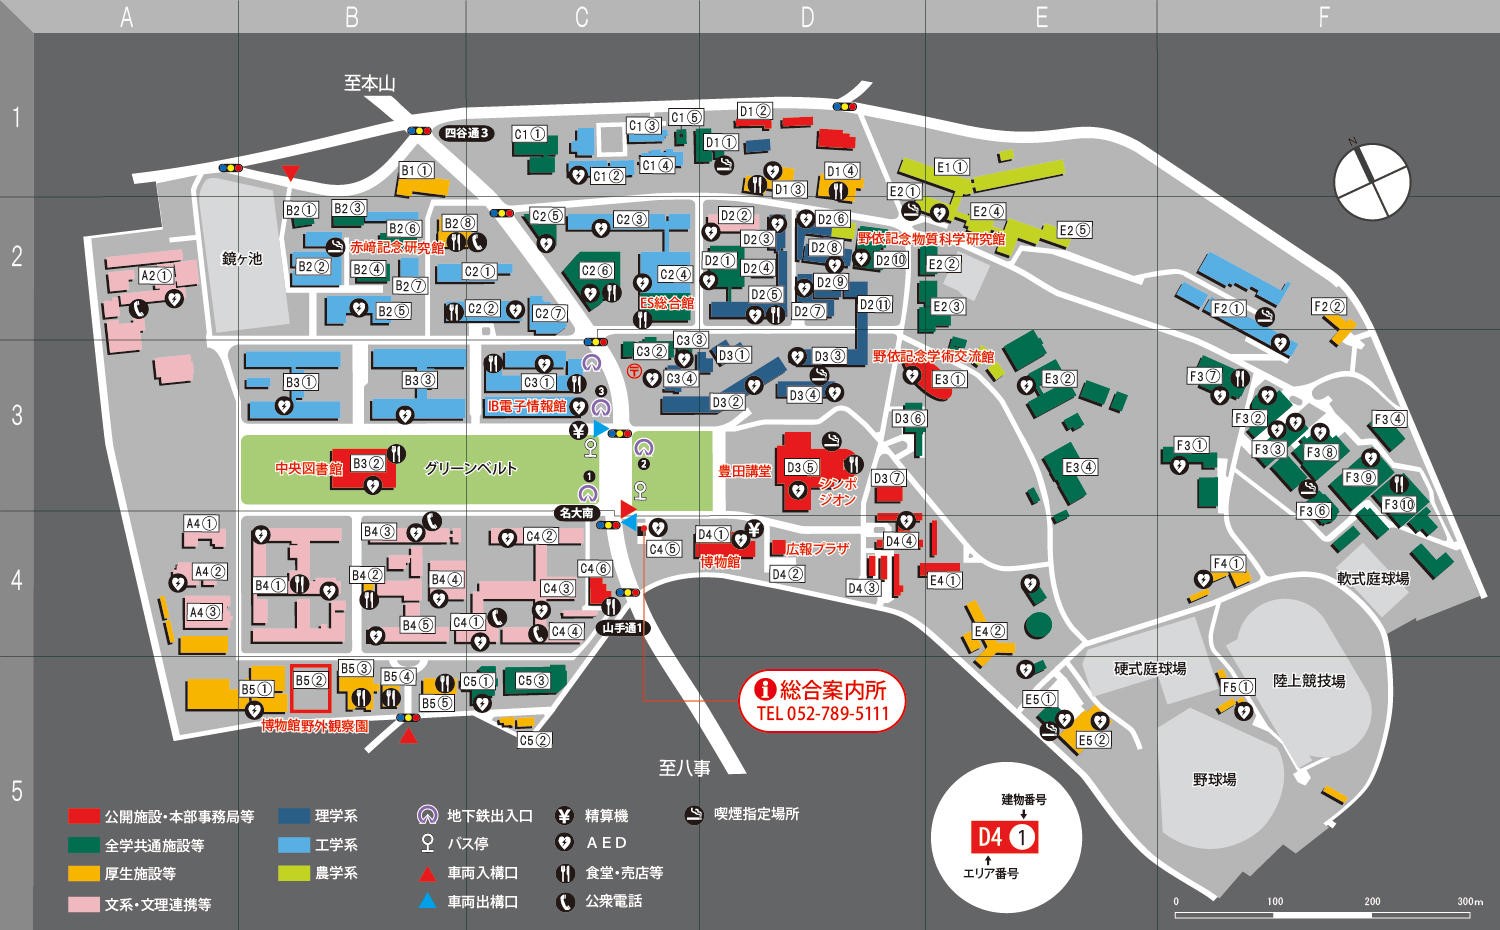 A
B
C
D
E
F
1
2
3
4
5
至本山
四谷通3
N
C1①
C1③
C1⑤
D1②
D1①
C1④
C1②
D1③
D1④
E1①
B1①
E2①
B2①
B2③
B2⑥
B2⑧
C2⑤
C2③
D2②
D2⑥
E2④
E2⑤
赤﨑記念研究館
野依記念物質科学研究館
D2③
D2⑧
D2⑩
鏡ヶ池
A2①
B2②
B2④
B2⑦
C2①
C2⑥
C2④
D2①
D2④
E2②
D2⑨
ES総合館
D2⑤
D2⑦
D2⑪
E2③
B2⑤
C2②
C2⑦
F2①
F2②
C3③
C3②
D3①
D3③
野依記念学術交流館
B3①
B3③
C3①
〒
C3④
E3①
E3②
F3⑦
3
D3②
D3④
IB電子情報館
D3⑥
F3②
F3④
¥
F3①
F3③
F3⑧
中央図書館
B3②
グリーンベルト
2
豊田講堂
D3⑤
シンポ
ジオン
D3⑦
E3④
1
F3⑨
F3⑩
F3⑥
名大南
A4①
B4③
C4②
C4⑤
D4①
¥
博物館
広報プラザ
D4④
D4②
D4③
E4①
F4①
軟式庭球場
A4②
B4①
B4②
B4④
C4③
C4⑥
A4③
B4⑤
C4①
C4④
山手通1
E4②
B5①
B5②
B5③
B5④
B5⑤
C5①
C5③
硬式庭球場
F5①
陸上競技場
博物館野外観察園
C5②
総合案内所
TEL 052-789-5111
E5①
E5②
至八事
野球場
公開施設・本部事務局等
全学共通施設等
厚生施設等
文系・文理連携等
理学系
工学系
農学系
地下鉄出入口
バス停
車両入構口
車両出構口
¥
精算機
AED
食堂・売店等
公衆電話
喫煙指定場所
建物番号
D4①
エリア番号
0
100
200
300m